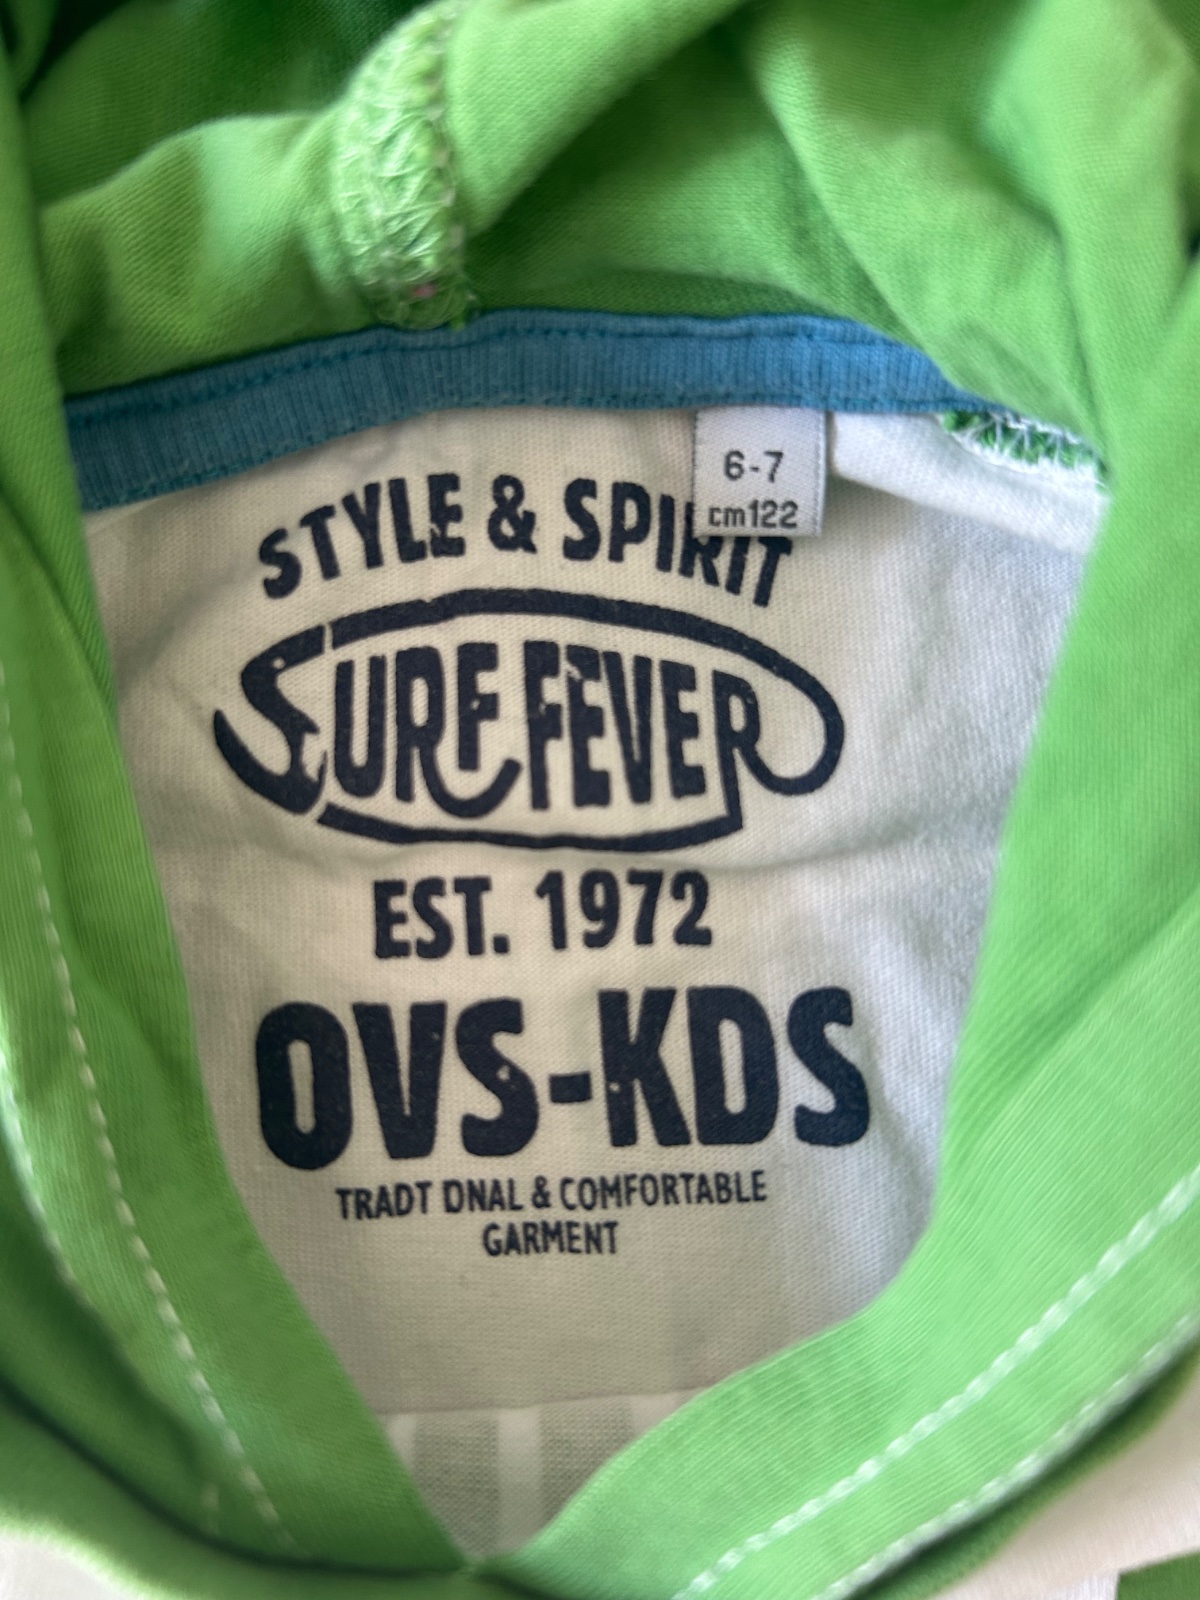 6-7
cm122
STYLE & SPIRIT
SURF FEVER
EST. 1972
OVS-KDS
TRADT DNAL & COMFORTABLE
GARMENT